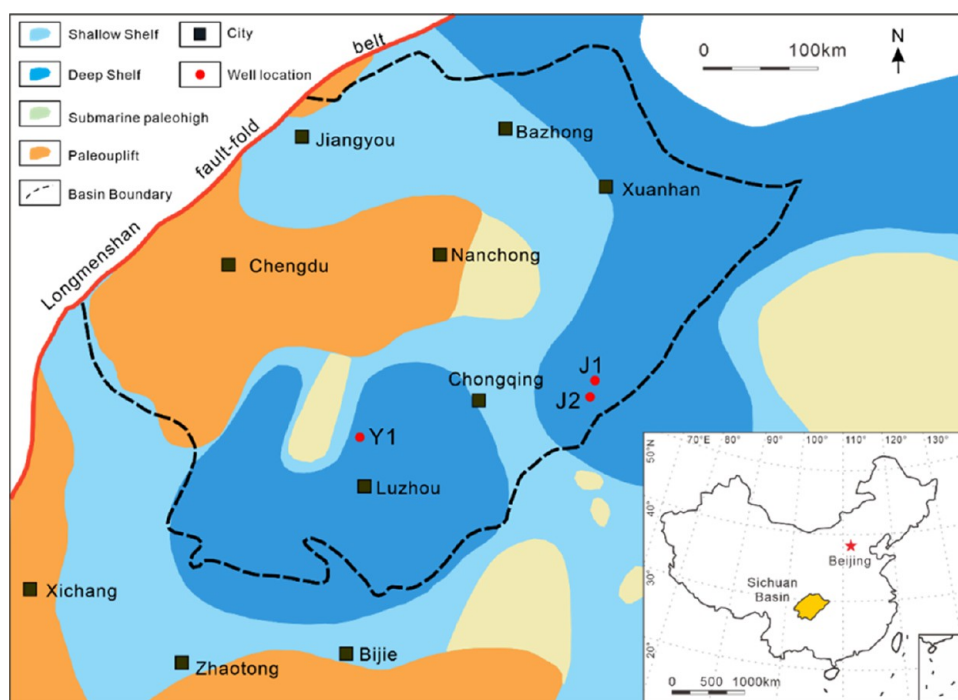 Shallow Shelf
City
Deep Shelf
Well location
Submarine paleohigh
Paleouplift
Basin Boundary
0 100km
N
Longmenshan fault-fold belt
Jiangyou
Bazhong
Xuanhan
Chengdu
Nanchong
Chongqing
J1
J2
Y1
Luzhou
Xichang
Zhaotong
Bijie
70°E 80° 90° 100° 110° 120° 130° 140°
50°N
40°
30°
20°
Beijing
Sichuan
Basin
0 500 1000km